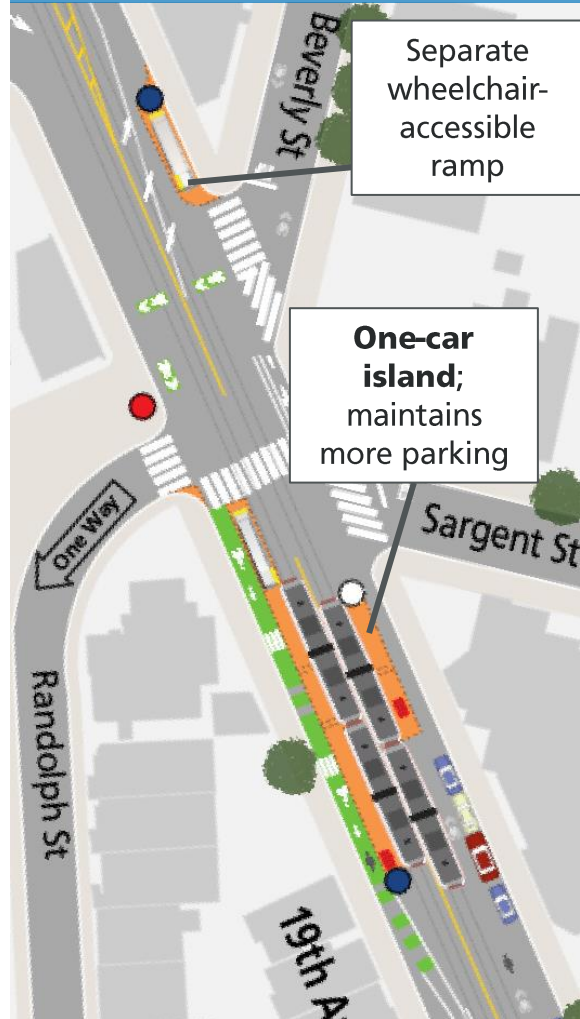 Beverly St
Separate
wheelchair-
accessible
ramp
One-car
island;
maintains
more parking
One Way
Sargent St
Randolph St
19th A